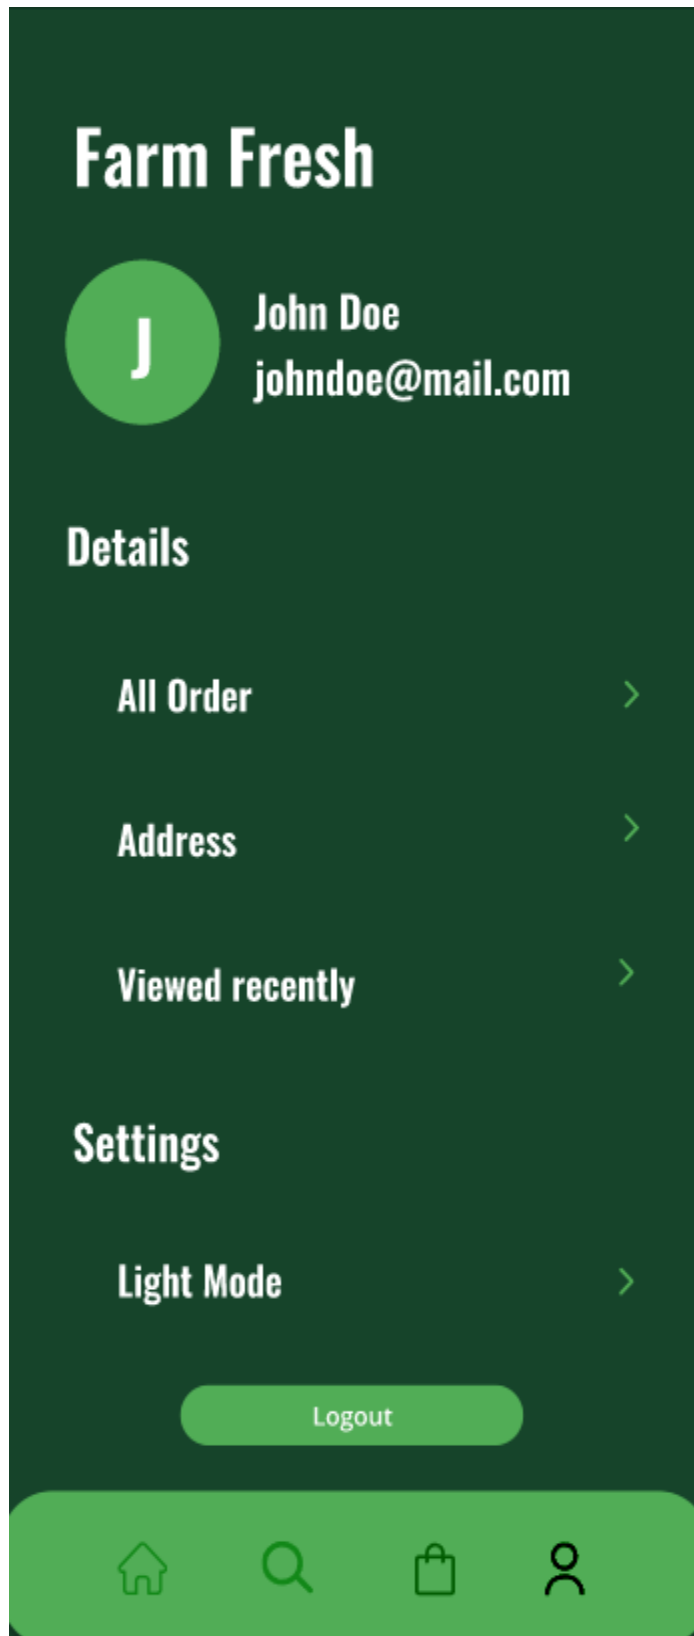 Farm Fresh
J
John Doe
johndoe@mail.com
Details
All Order
Address
Viewed recently
Settings
Light Mode
Logout